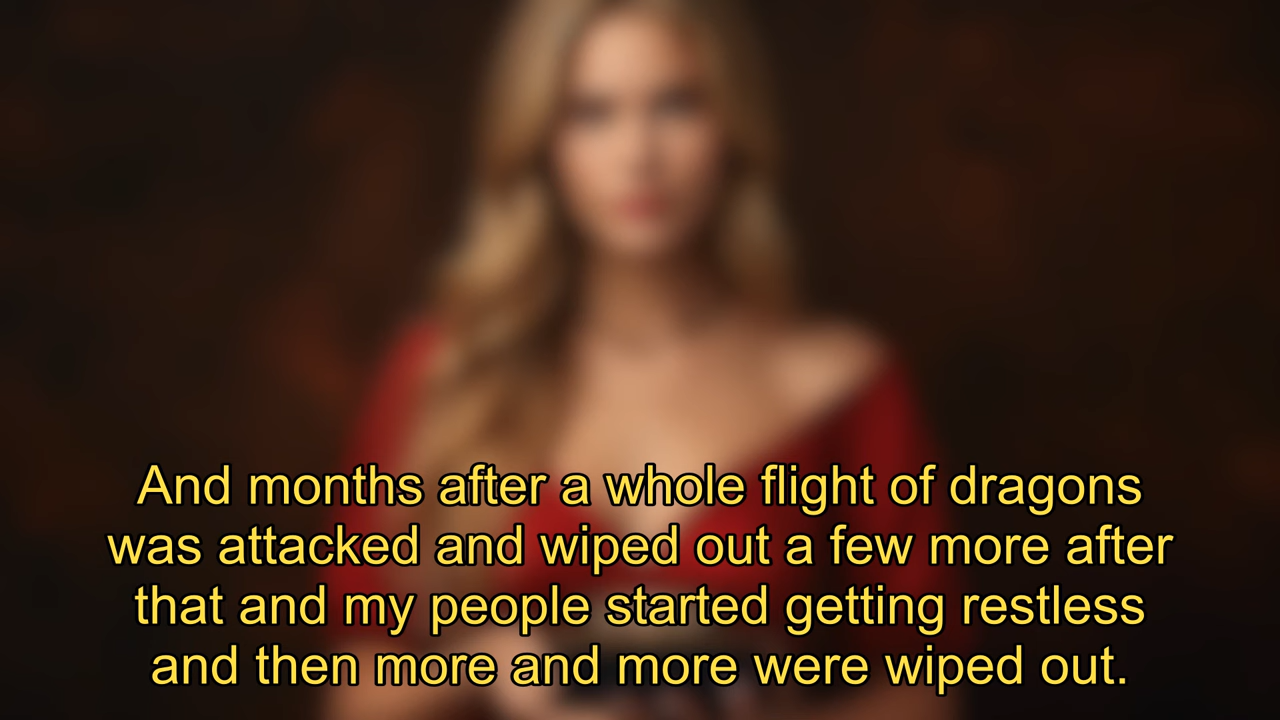 And months after a whole flight of dragons
was attacked and wiped out a few more after
that and my people started getting restless
and then more and more were wiped out.